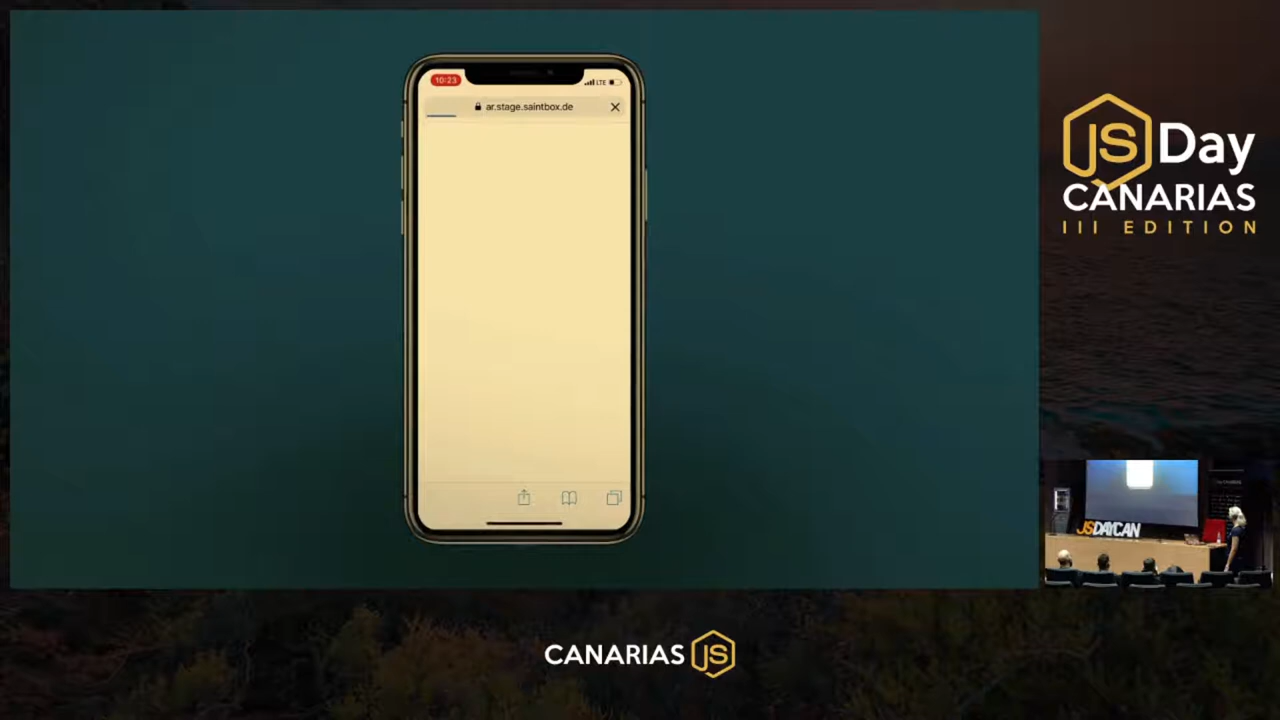 10:23
LTE
ar.stage.saintbox.de
JS Day
CANARIAS
III EDITION
JSDAYCAN
CANARIAS JS